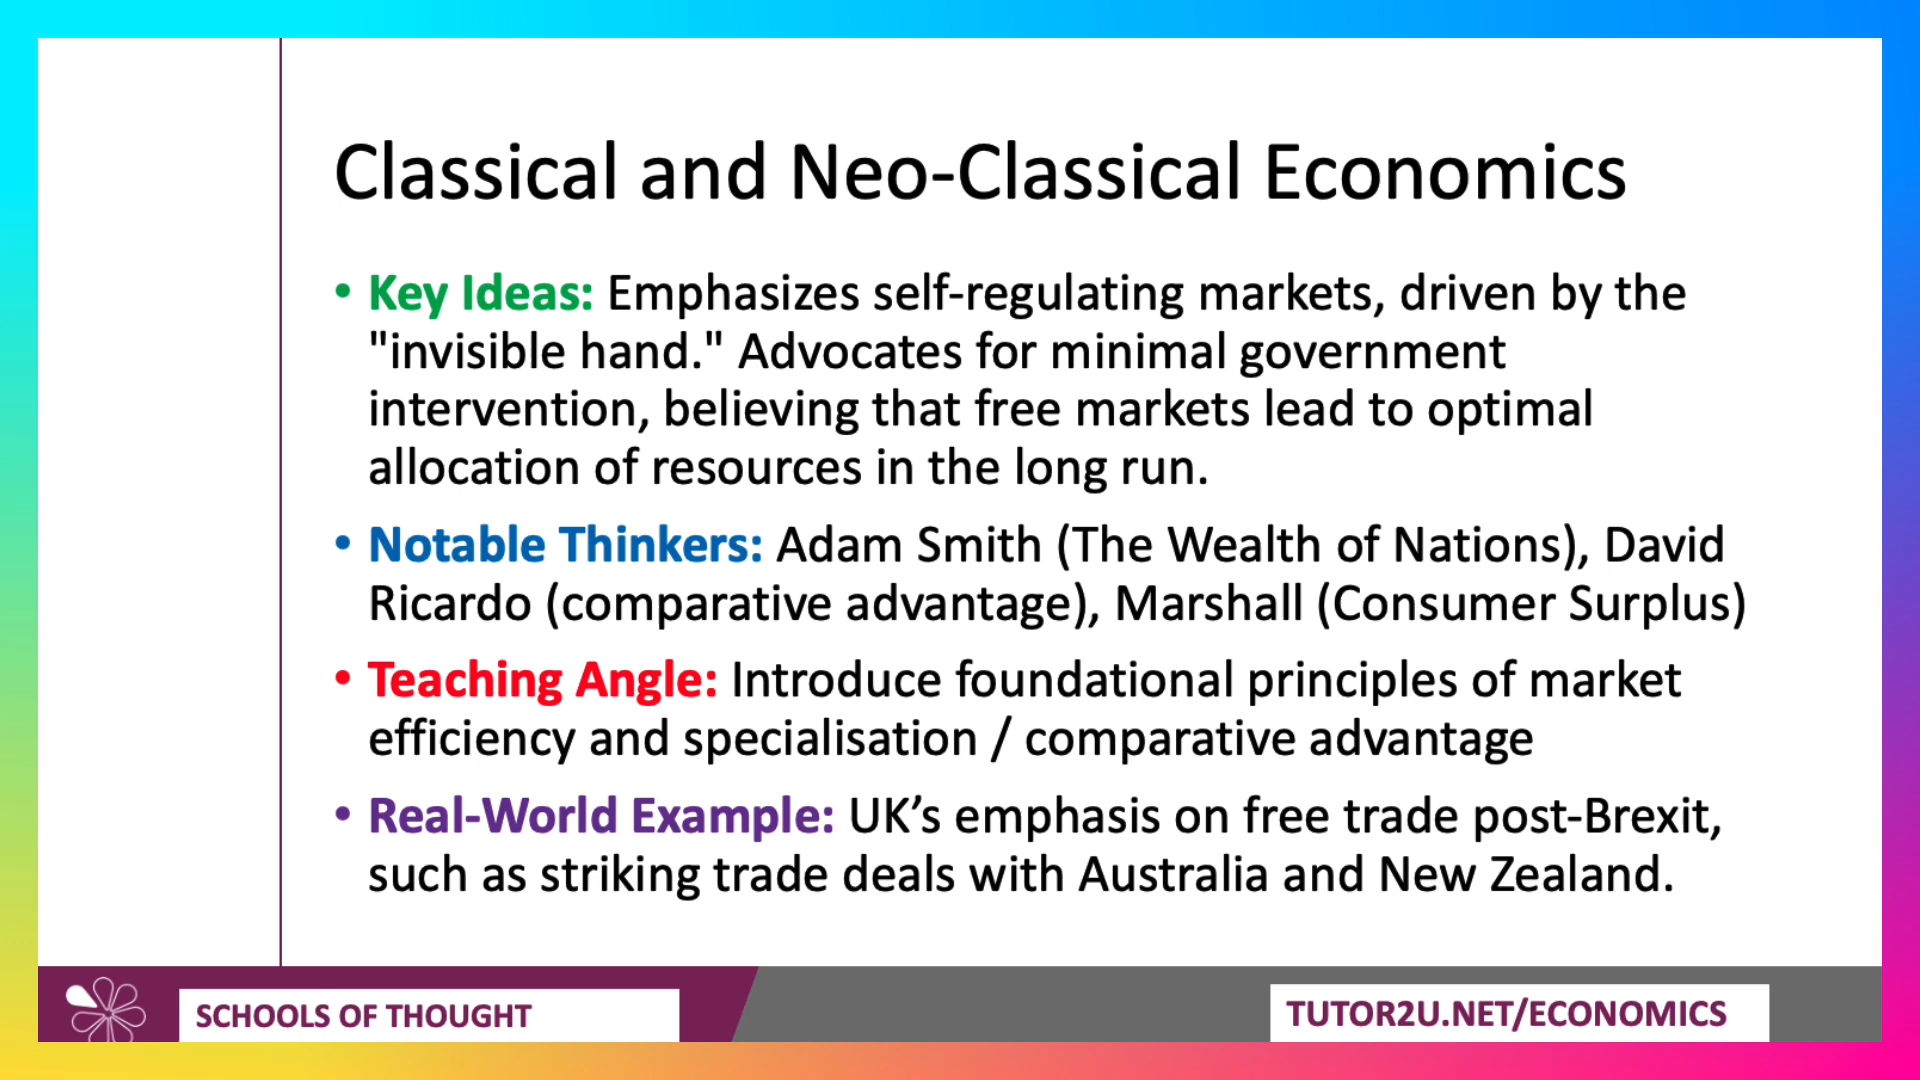 Classical and Neo-Classical Economics
• Key Ideas: Emphasizes self-regulating markets, driven by the
"invisible hand." Advocates for minimal government
intervention, believing that free markets lead to optimal
allocation of resources in the long run.
• Notable Thinkers: Adam Smith (The Wealth of Nations), David
Ricardo (comparative advantage), Marshall (Consumer Surplus)
• Teaching Angle: Introduce foundational principles of market
efficiency and specialisation / comparative advantage
• Real-World Example: UK’s emphasis on free trade post-Brexit,
such as striking trade deals with Australia and New Zealand.
SCHOOLS OF THOUGHT
TUTOR2U.NET/ECONOMICS